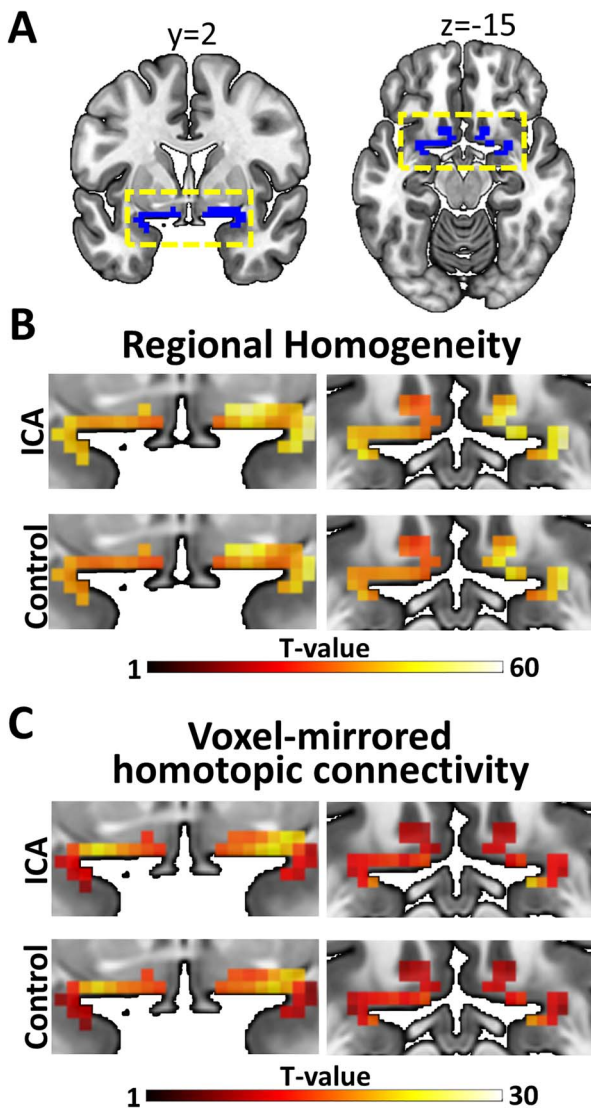 A
y=2
z=-15
B
Regional Homogeneity
ICA
Control
T-value
1
60
C
Voxel-mirrored
homotopic connectivity
ICA
Control
T-value
1
30